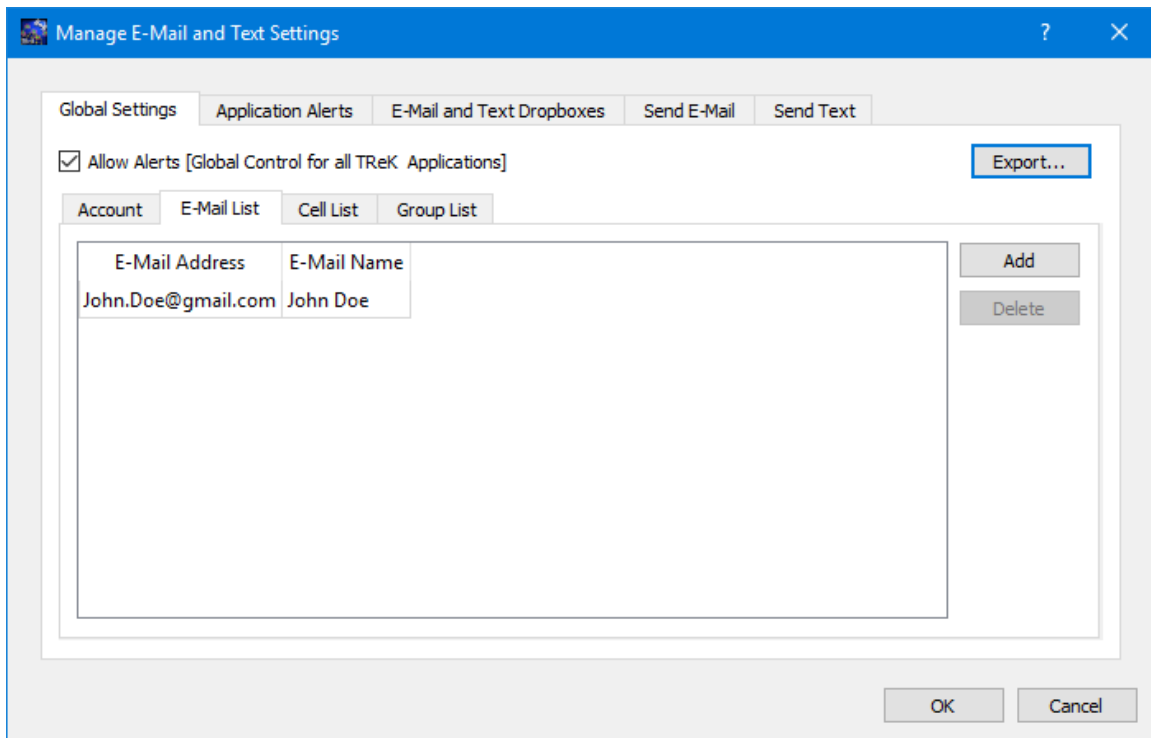 Manage E-Mail and Text Settings
Global Settings Application Alerts E-Mail and Text Dropboxes Send E-Mail Send Text
Allow Alerts [Global Control for all TReK Applications] Export...
Account E-Mail List Cell List Group List
E-Mail Address E-Mail Name Add
John.Doe@gmail.com John Doe Delete
OK Cancel